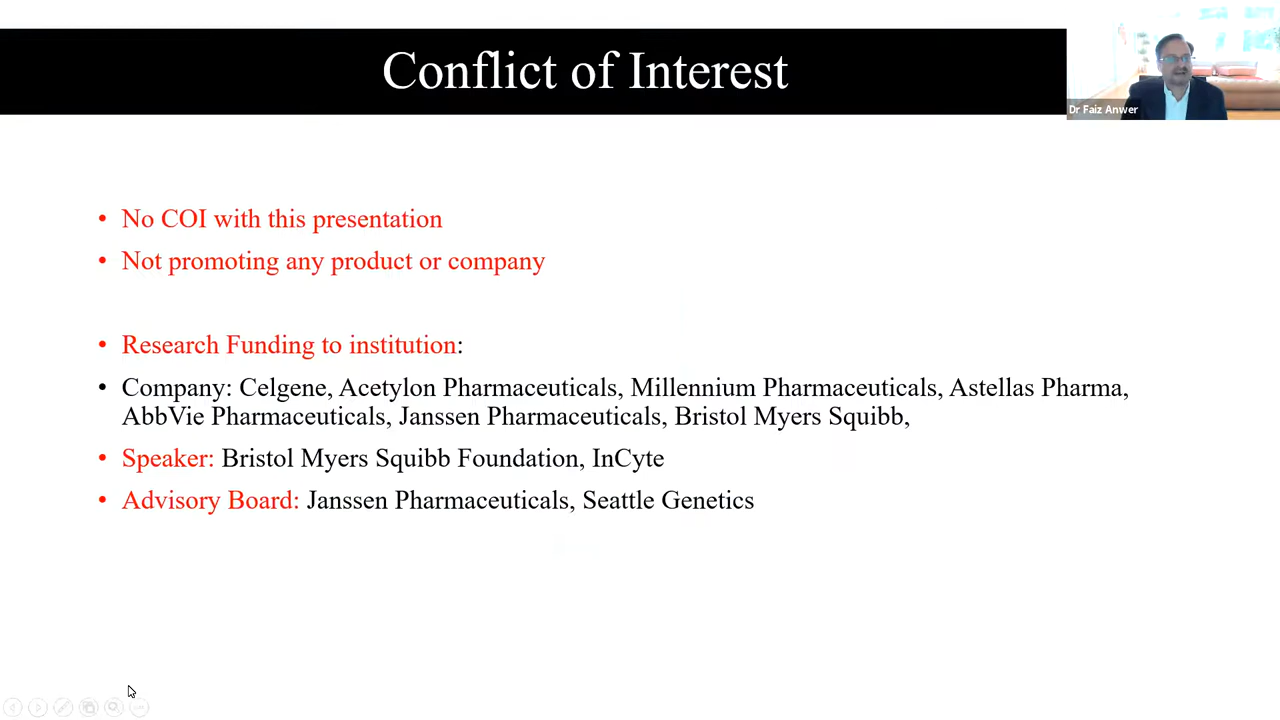 Conflict of Interest
Dr Faiz Anwer
• No COI with this presentation
• Not promoting any product or company
• Research Funding to institution:
• Company: Celgene, Acetylon Pharmaceuticals, Millennium Pharmaceuticals, Astellas Pharma,
AbbVie Pharmaceuticals, Janssen Pharmaceuticals, Bristol Myers Squibb,
• Speaker: Bristol Myers Squibb Foundation, InCyte
• Advisory Board: Janssen Pharmaceuticals, Seattle Genetics